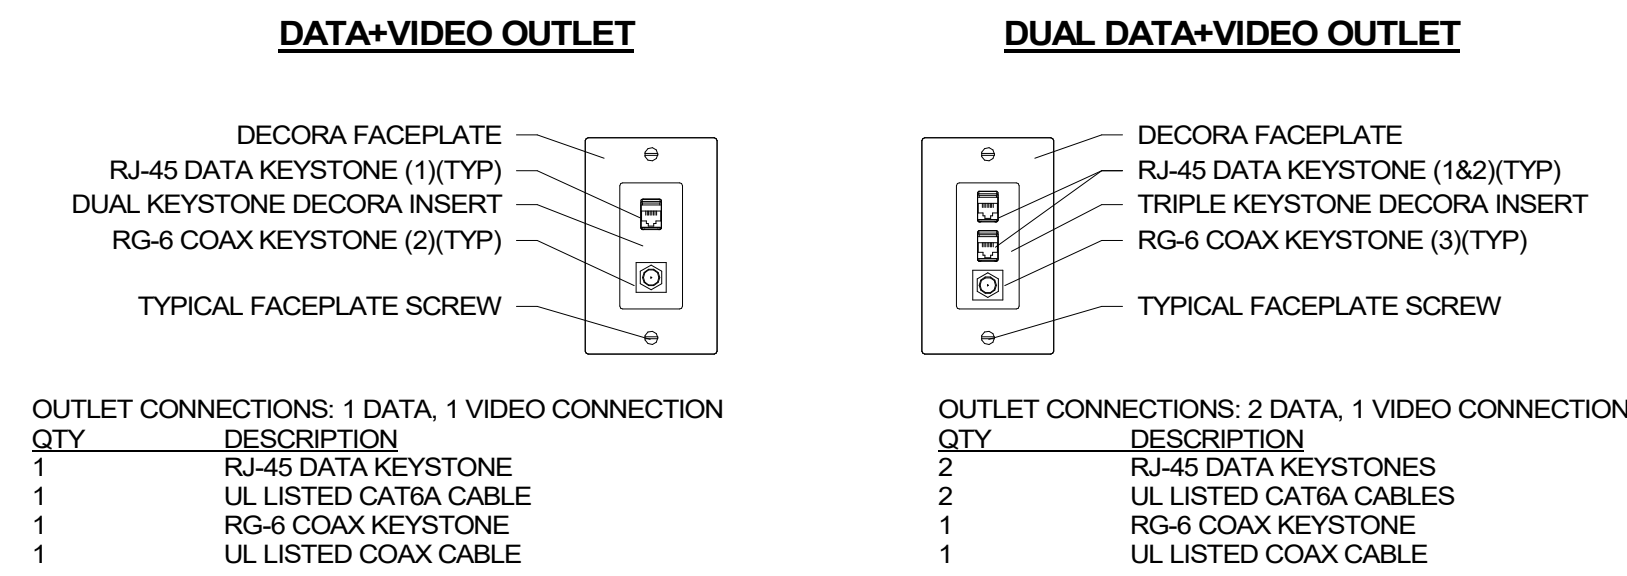 DATA+VIDEO OUTLET
DECORA FACEPLATE
RJ-45 DATA KEYSTONE (1)(TYP)
DUAL KEYSTONE DECORA INSERT
RG-6 COAX KEYSTONE (2)(TYP)
TYPICAL FACEPLATE SCREW
OUTLET CONNECTIONS: 1 DATA, 1 VIDEO CONNECTION
QTY DESCRIPTION
1 RJ-45 DATA KEYSTONE
1 UL LISTED CAT6A CABLE
1 RG-6 COAX KEYSTONE
1 UL LISTED COAX CABLE
DUAL DATA+VIDEO OUTLET
DECORA FACEPLATE
RJ-45 DATA KEYSTONE (1&2)(TYP)
TRIPLE KEYSTONE DECORA INSERT
RG-6 COAX KEYSTONE (3)(TYP)
TYPICAL FACEPLATE SCREW
OUTLET CONNECTIONS: 2 DATA, 1 VIDEO CONNECTION
QTY DESCRIPTION
2 RJ-45 DATA KEYSTONES
2 UL LISTED CAT6A CABLES
1 RG-6 COAX KEYSTONE
1 UL LISTED COAX CABLE